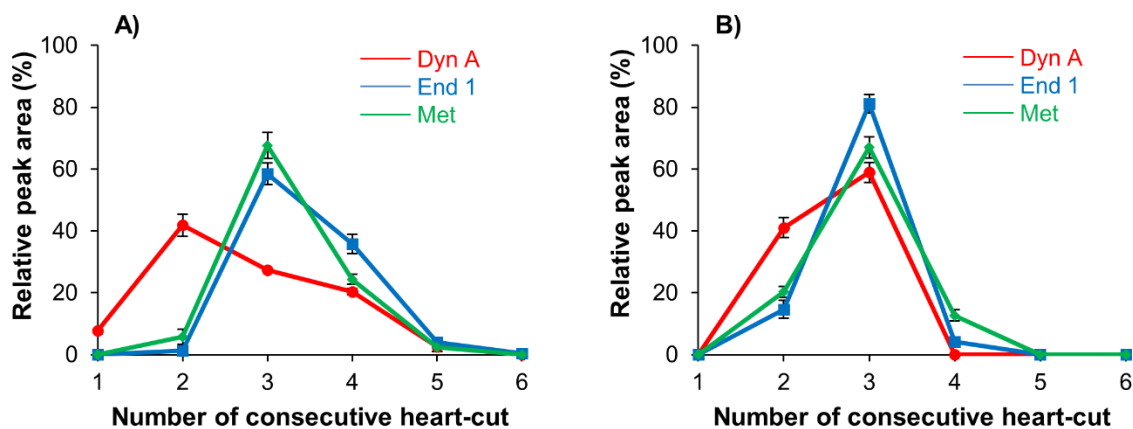 A)
Relative peak area (%)
100
80
60
40
20
0
Dyn A
End 1
Met
1 2 3 4 5 6
Number of consecutive heart-cut
B)
Relative peak area (%)
100
80
60
40
20
0
Dyn A
End 1
Met
1 2 3 4 5 6
Number of consecutive heart-cut